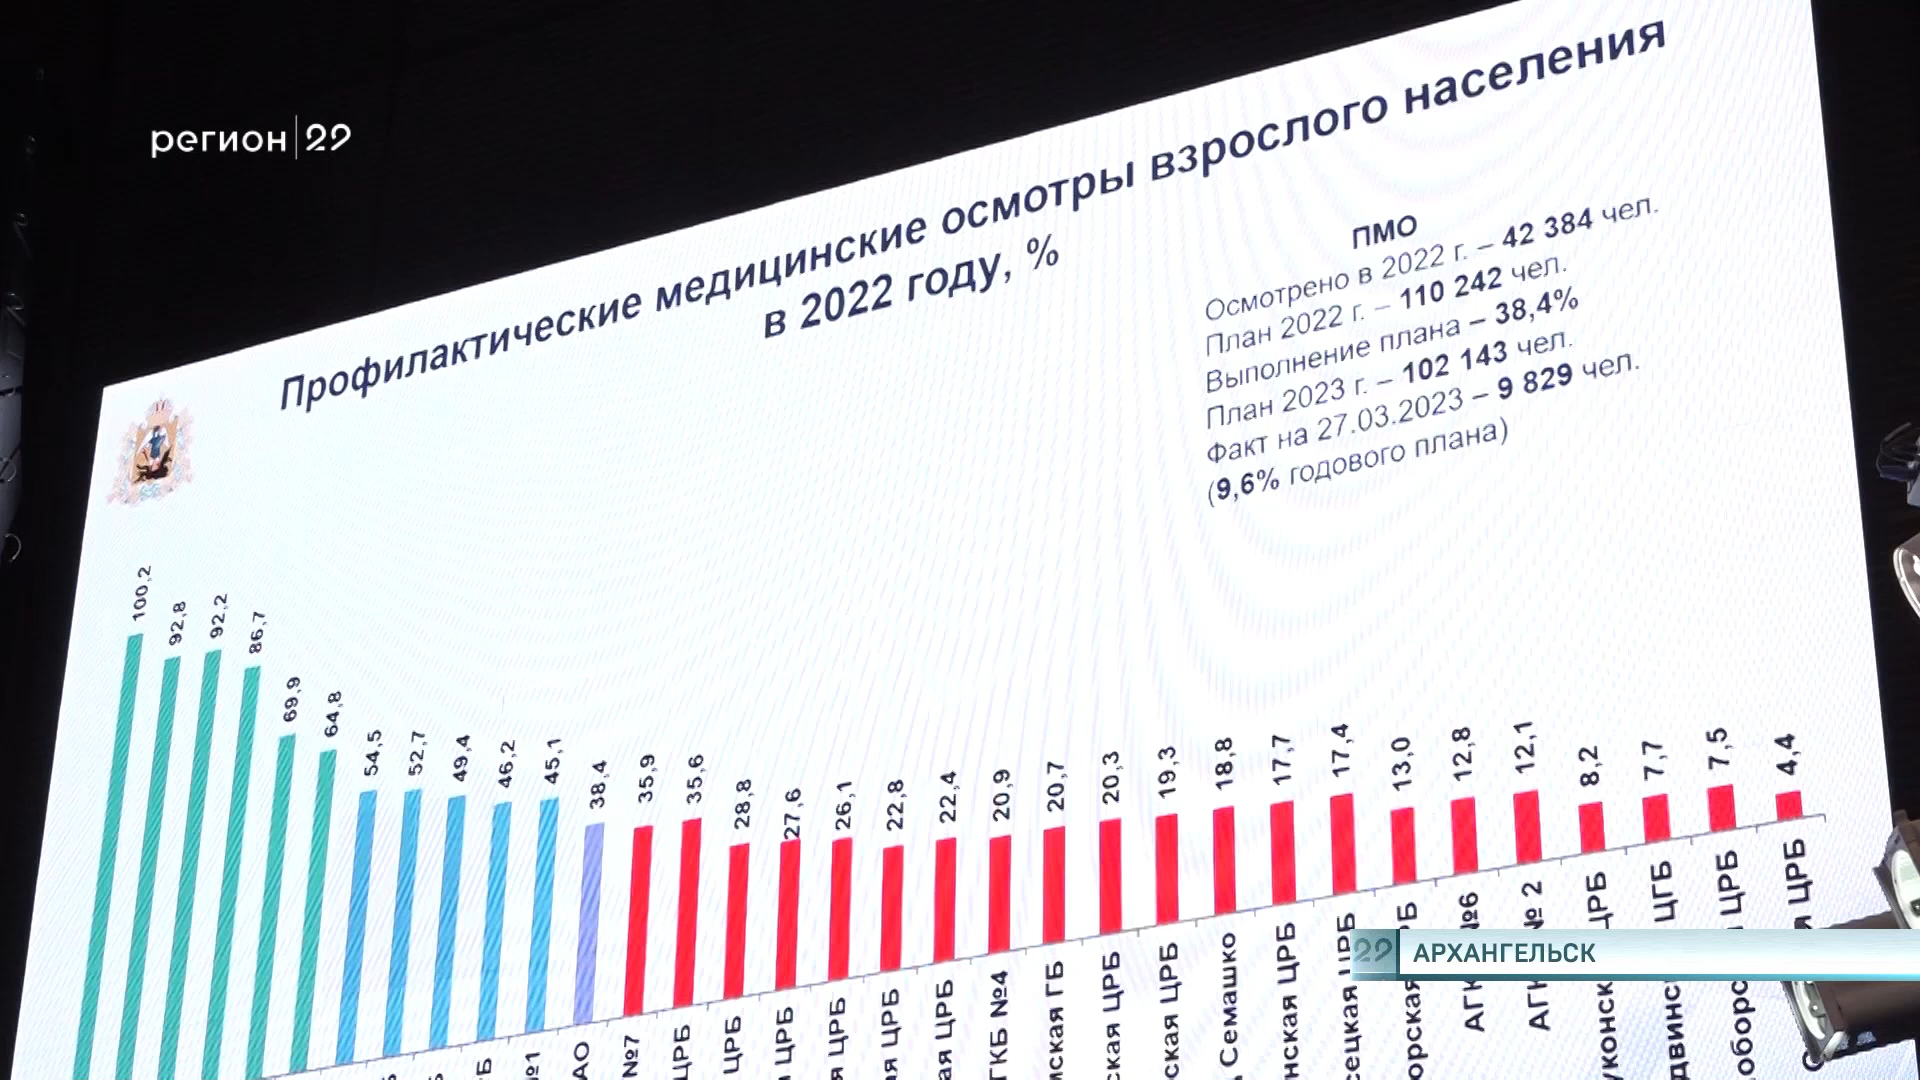 регион|29
Профилактические медицинские осмотры взрослого населения
в 2022 году, %
ПМО
Осмотрено в 2022 г. – 42 384 чел.
План 2022 г. – 110 242 чел.
Выполнение плана – 38,4%
План 2023 г. – 102 143 чел.
Факт на 27.03.2023 – 9 829 чел.
(9,6% годового плана)
100,2
92,8
92,2
86,7
69,9
64,8
54,5
52,7
49,4
46,2
45,1
38,4
35,9
35,6
28,8
27,6
26,1
22,8
22,4
20,9
20,7
20,3
19,3
18,8
17,7
17,4
13,0
12,8
12,1
8,2
7,7
7,5
4,4
№1
АО
№7
ЦРБ
ЦРБ
ЦРБ
ЦРБ
ЦРБ
ЦРБ
ГКБ №4
ГБ
ЦРБ
ЦРБ
Семашко
ЦРБ
ЦРБ
№6
№ 2
ЦРБ
ЦГБ
ЦРБ
ЦРБ
29 АРХАНГЕЛЬСК